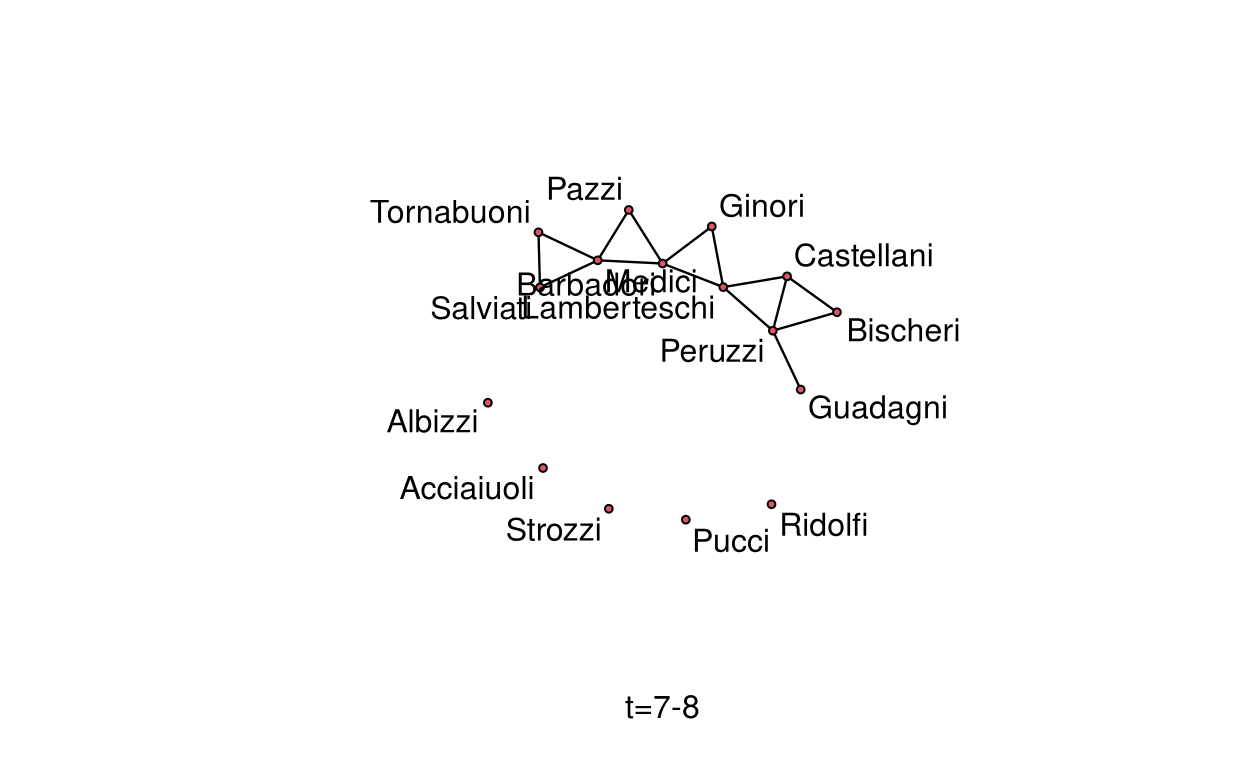 Pazzi
Tornabuoni
Ginori
Castellani
Barbadori
Medici
Salviati
Lamberteschi
Bischeri
Peruzzi
Guadagni
Albizzi
Acciaiuoli
Strozzi
Ridolfi
Pucci
t=7-8